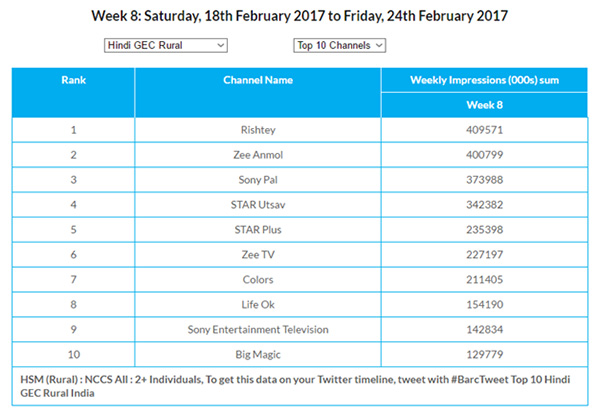 Week 8: Saturday, 18th February 2017 to Friday, 24th February 2017
Hindi GEC Rural Top 10 Channels
Rank Channel Name Weekly Impressions (000s) sum
Week 8
1 Rishtey 409571
2 Zee Anmol 400799
3 Sony Pal 373988
4 STAR Utsav 342382
5 STAR Plus 235398
6 Zee TV 227197
7 Colors 211405
8 Life Ok 154190
9 Sony Entertainment Television 142834
10 Big Magic 129779
HSM (Rural) : NCCS All : 2+ Individuals, To get this data on your Twitter timeline, tweet with #BarcTweet Top 10 Hindi
GEC Rural India